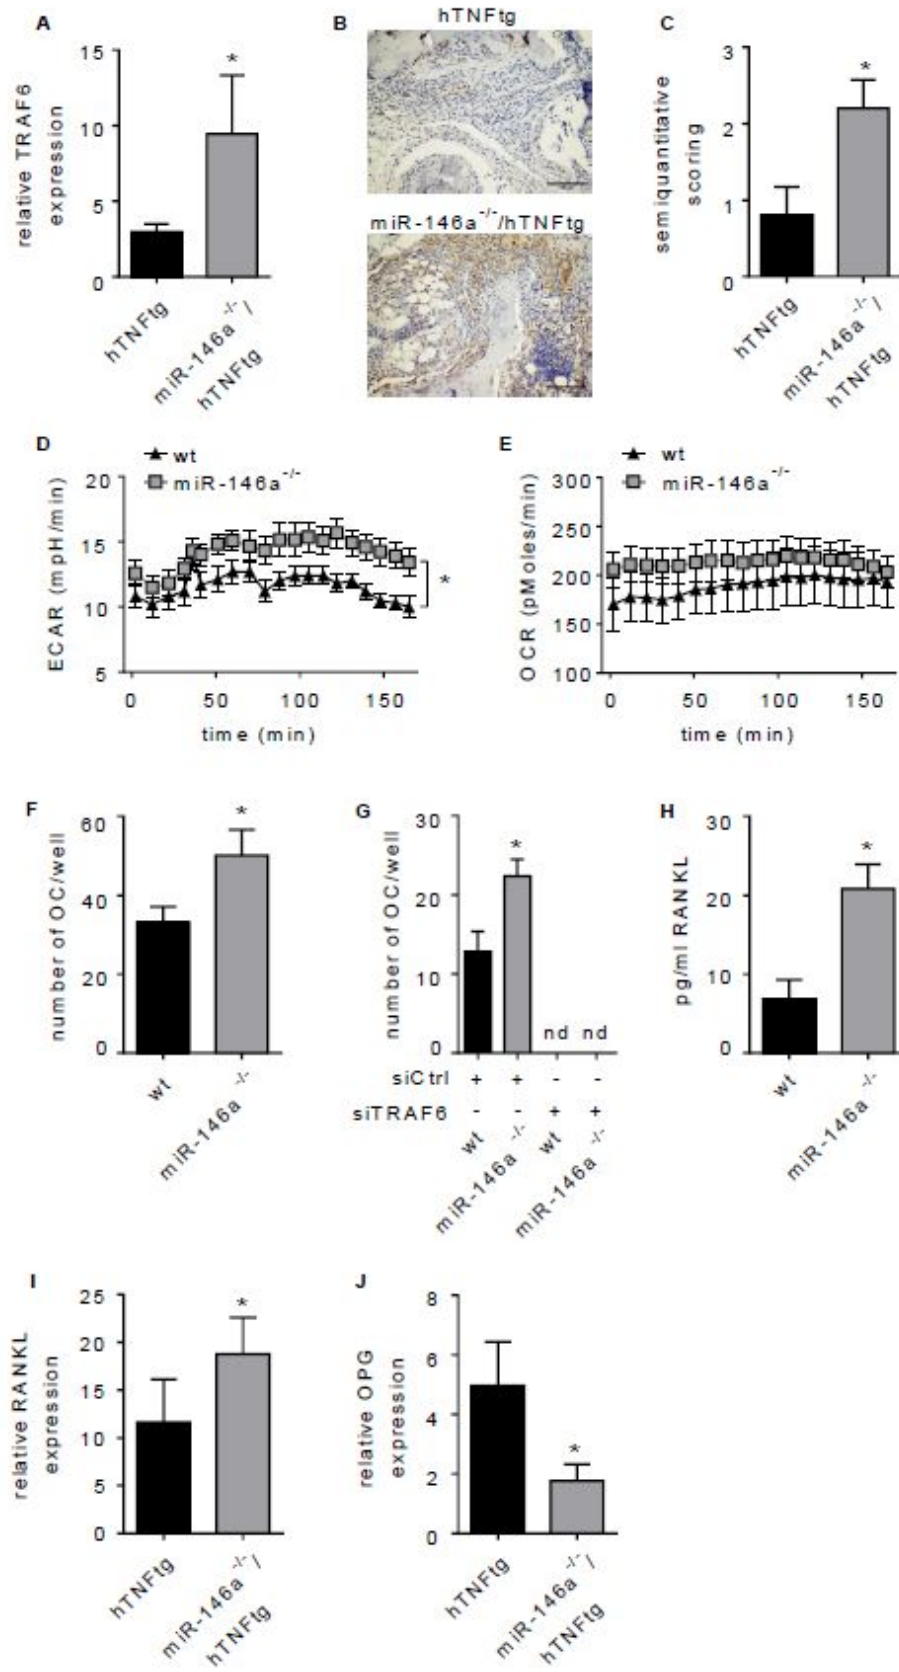 A
relative TRAF6
expression
15
10
5
0
*
hTNFtg
miR-146a-/-/
hTNFtg
B
hTNFtg
miR-146a-/-/hTNFtg
C
semiquantitative
scoring
3
2
1
0
*
hTNFtg
miR-146a-/-/
hTNFtg
D
wt
miR-146a-/-
ECAR (mpH/min)
20
15
10
5
*
0 50 100 150
time (min)
E
wt
miR-146a-/-
OCR (pMoles/min)
300
250
200
150
100
0 50 100 150
time (min)
F
number of OC/well
60
40
20
0
*
wt
miR-146a-/-
G
number of OC/well
30
20
10
0
*
nd nd
siCtrl + + - -
siTRAF6 - - + +
wt
miR-146a-/-
wt
miR-146a-/-
H
pg/ml RANKL
30
20
10
0
*
wt
miR-146a-/-
I
relative RANKL
expression
25
20
15
10
5
0
*
hTNFtg
miR-146a-/-/
hTNFtg
J
relative OPG
expression
8
6
4
2
0
*
hTNFtg
miR-146a-/-/
hTNFtg